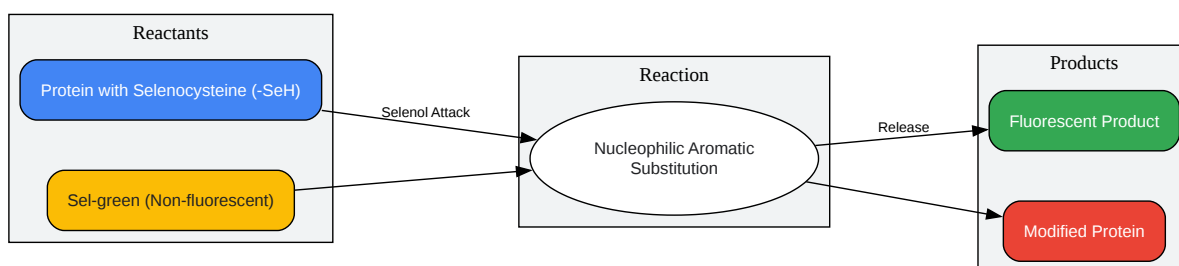 Reactants
Protein with Selenocysteine (-SeH)
Sel-green (Non-fluorescent)
Selenol Attack
Reaction
Nucleophilic Aromatic
Substitution
Release
Products
Fluorescent Product
Modified Protein